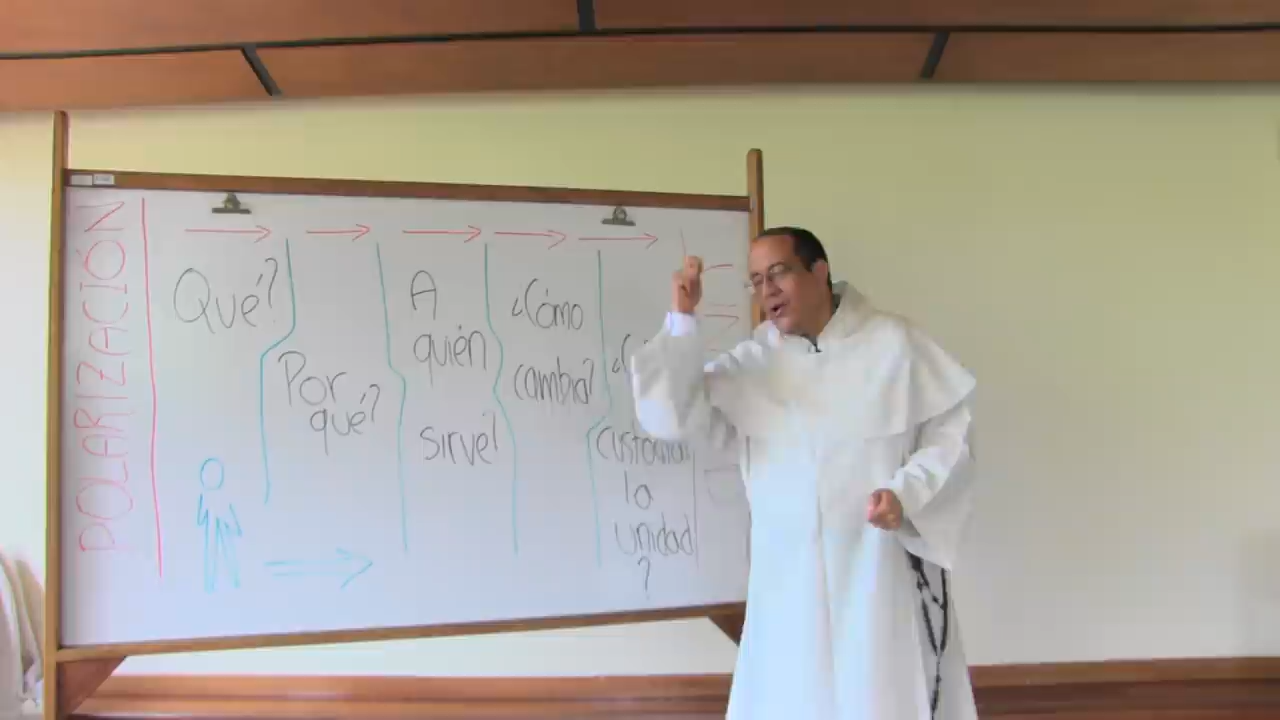 POLARIZACIÓN
Qué?
Por
qué?
A
quién
sirve?
¿Cómo
cambia?
la
unidad
?